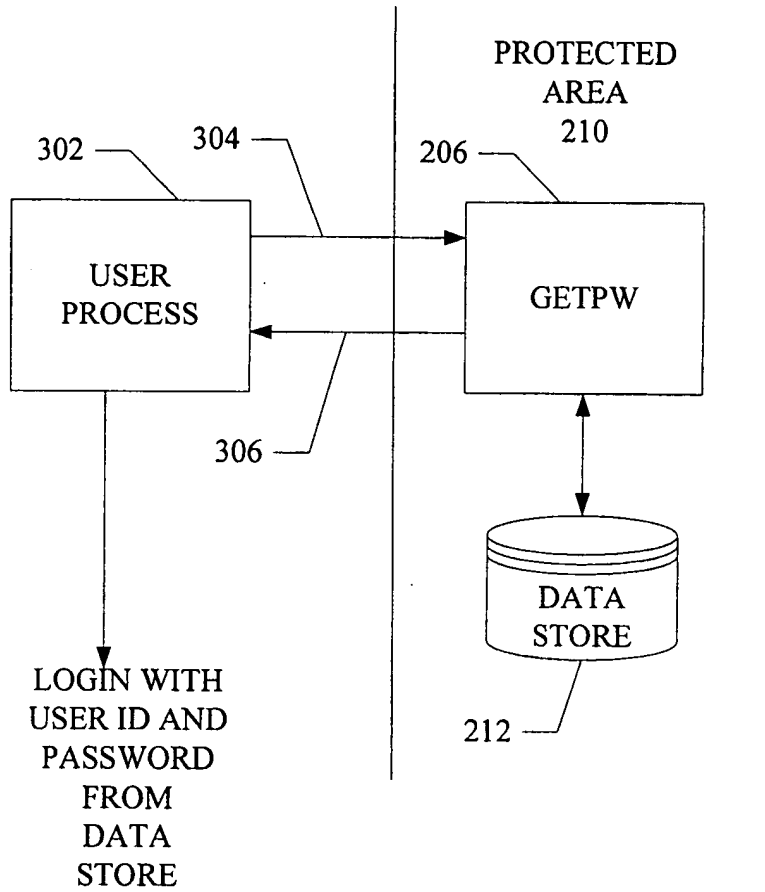 PROTECTED
AREA
210
302
304
206
USER
PROCESS
GETPW
306
DATA
STORE
212
LOGIN WITH
USER ID AND
PASSWORD
FROM
DATA
STORE